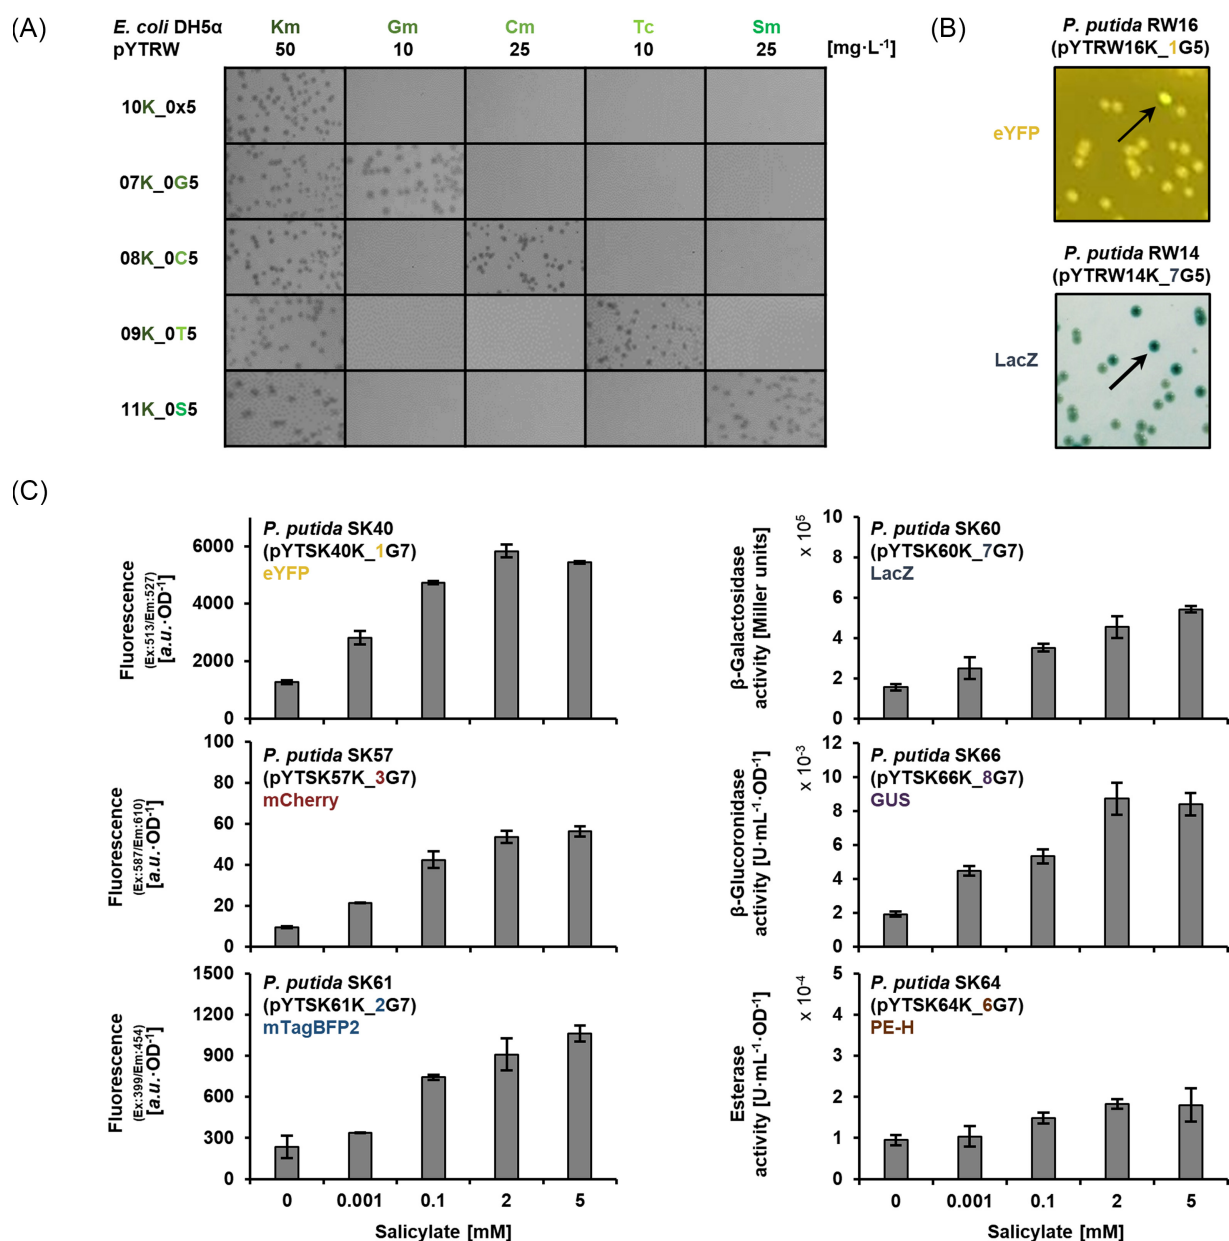 (A)
E. coli DH5α
pYTRW
Km Gm Cm Tc Sm
50 10 25 10 25 [mg·L-1]
10K_0x5
07K_0G5
08K_0C5
09K_0T5
11K_0S5
(B)
P. putida RW16
(pYTRW16K_1G5)
eYFP
P. putida RW14
(pYTRW14K_7G5)
LacZ
(C)
P. putida SK40
(pYTSK40K_1G7)
eYFP
Fluorescence
(Ex:513/Em:527)
[a.u.·OD-1]
6000
4000
2000
0
P. putida SK57
(pYTSK57K_3G7)
mCherry
Fluorescence
(Ex:587/Em:610)
[a.u.·OD-1]
100
80
60
40
20
0
P. putida SK61
(pYTSK61K_2G7)
mTagBFP2
Fluorescence
(Ex:399/Em:454)
[a.u.·OD-1]
1500
1200
900
600
300
0
0 0.001 0.1 2 5
Salicylate [mM]
P. putida SK60
(pYTSK60K_7G7)
LacZ
β-Galactosidase
activity [Miller units]
x 105
10
8
6
4
2
0
P. putida SK66
(pYTSK66K_8G7)
GUS
β-Glucoronidase
activity [U·mL-1·OD-1]
x 10-3
12
10
8
6
4
2
0
P. putida SK64
(pYTSK64K_6G7)
PE-H
Esterase
activity [U·mL-1·OD-1]
x 10-4
5
4
3
2
1
0
0 0.001 0.1 2 5
Salicylate [mM]